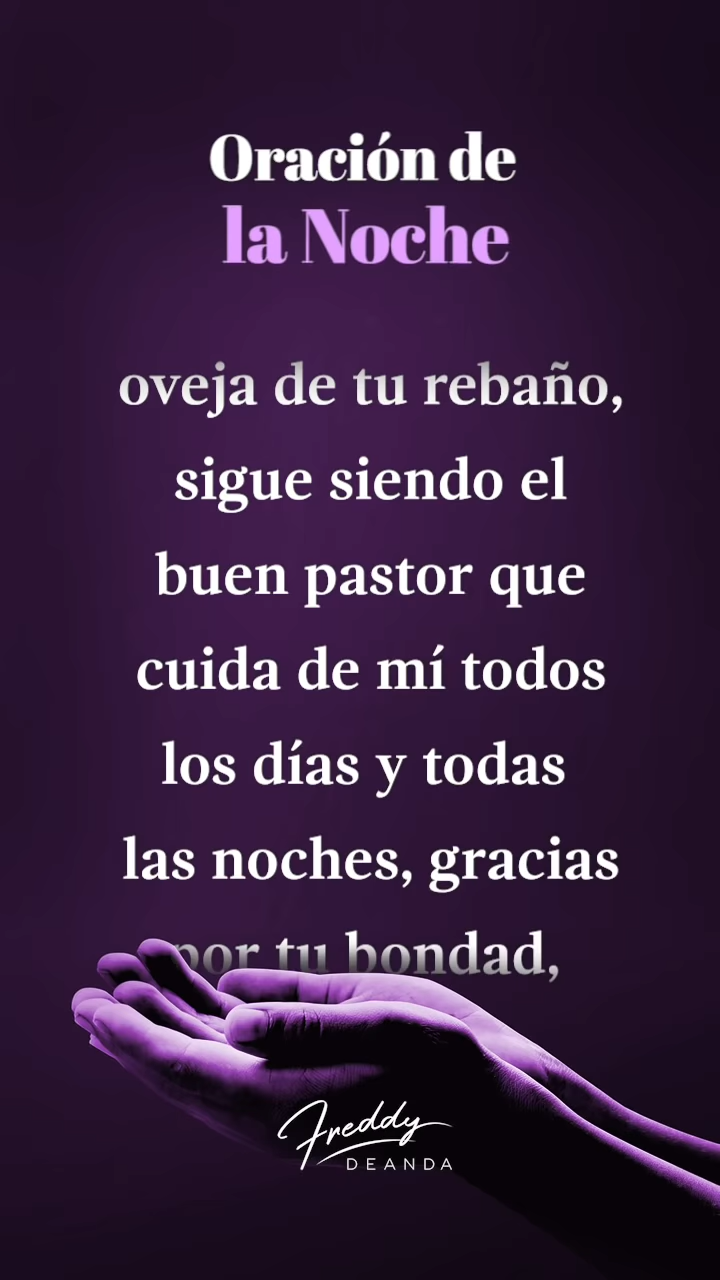 Oración de
la Noche
oveja de tu rebaño,
sigue siendo el
buen pastor que
cuida de mí todos
los días y todas
las noches, gracias
por tu bondad,
Freddy
DEANDA